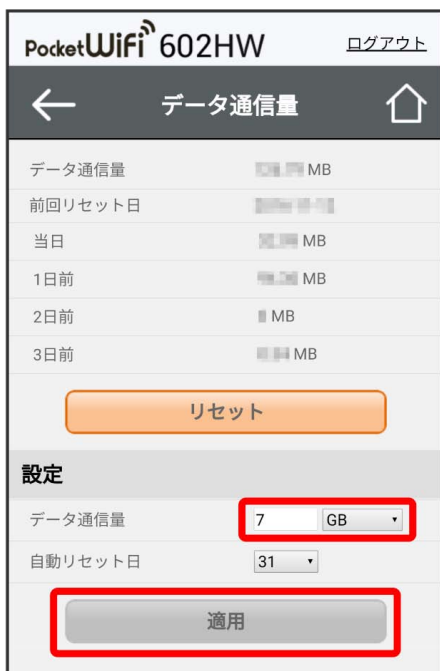 PocketWiFi 602HW ログアウト
データ通信量
データ通信量 MB
前回リセット日
当日 MB
1日前 MB
2日前 MB
3日前 MB
リセット
設定
データ通信量 7 GB
自動リセット日 31
適用